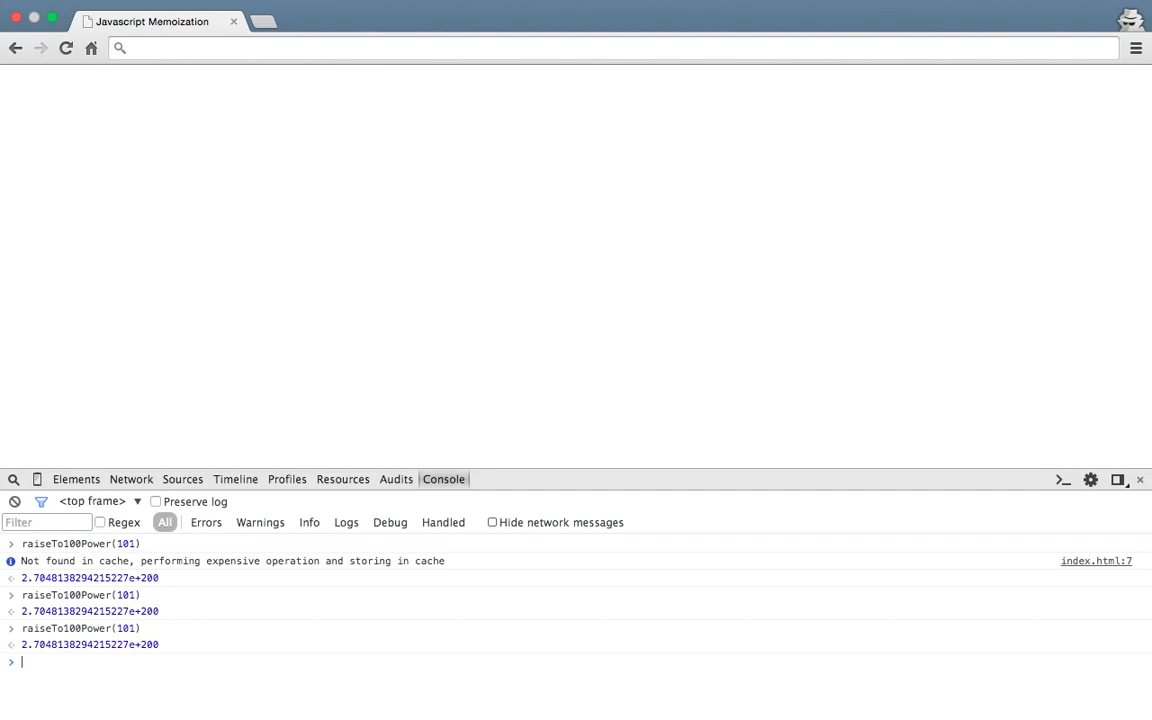 Javascript Memoization
Elements Network Sources Timeline Profiles Resources Audits Console
<top frame> Preserve log
Filter Regex All Errors Warnings Info Logs Debug Handled Hide network messages
> raiseTo100Power(101)
Not found in cache, performing expensive operation and storing in cache index.html:7
2.7048138294215227e+200
> raiseTo100Power(101)
2.7048138294215227e+200
> raiseTo100Power(101)
2.7048138294215227e+200
>